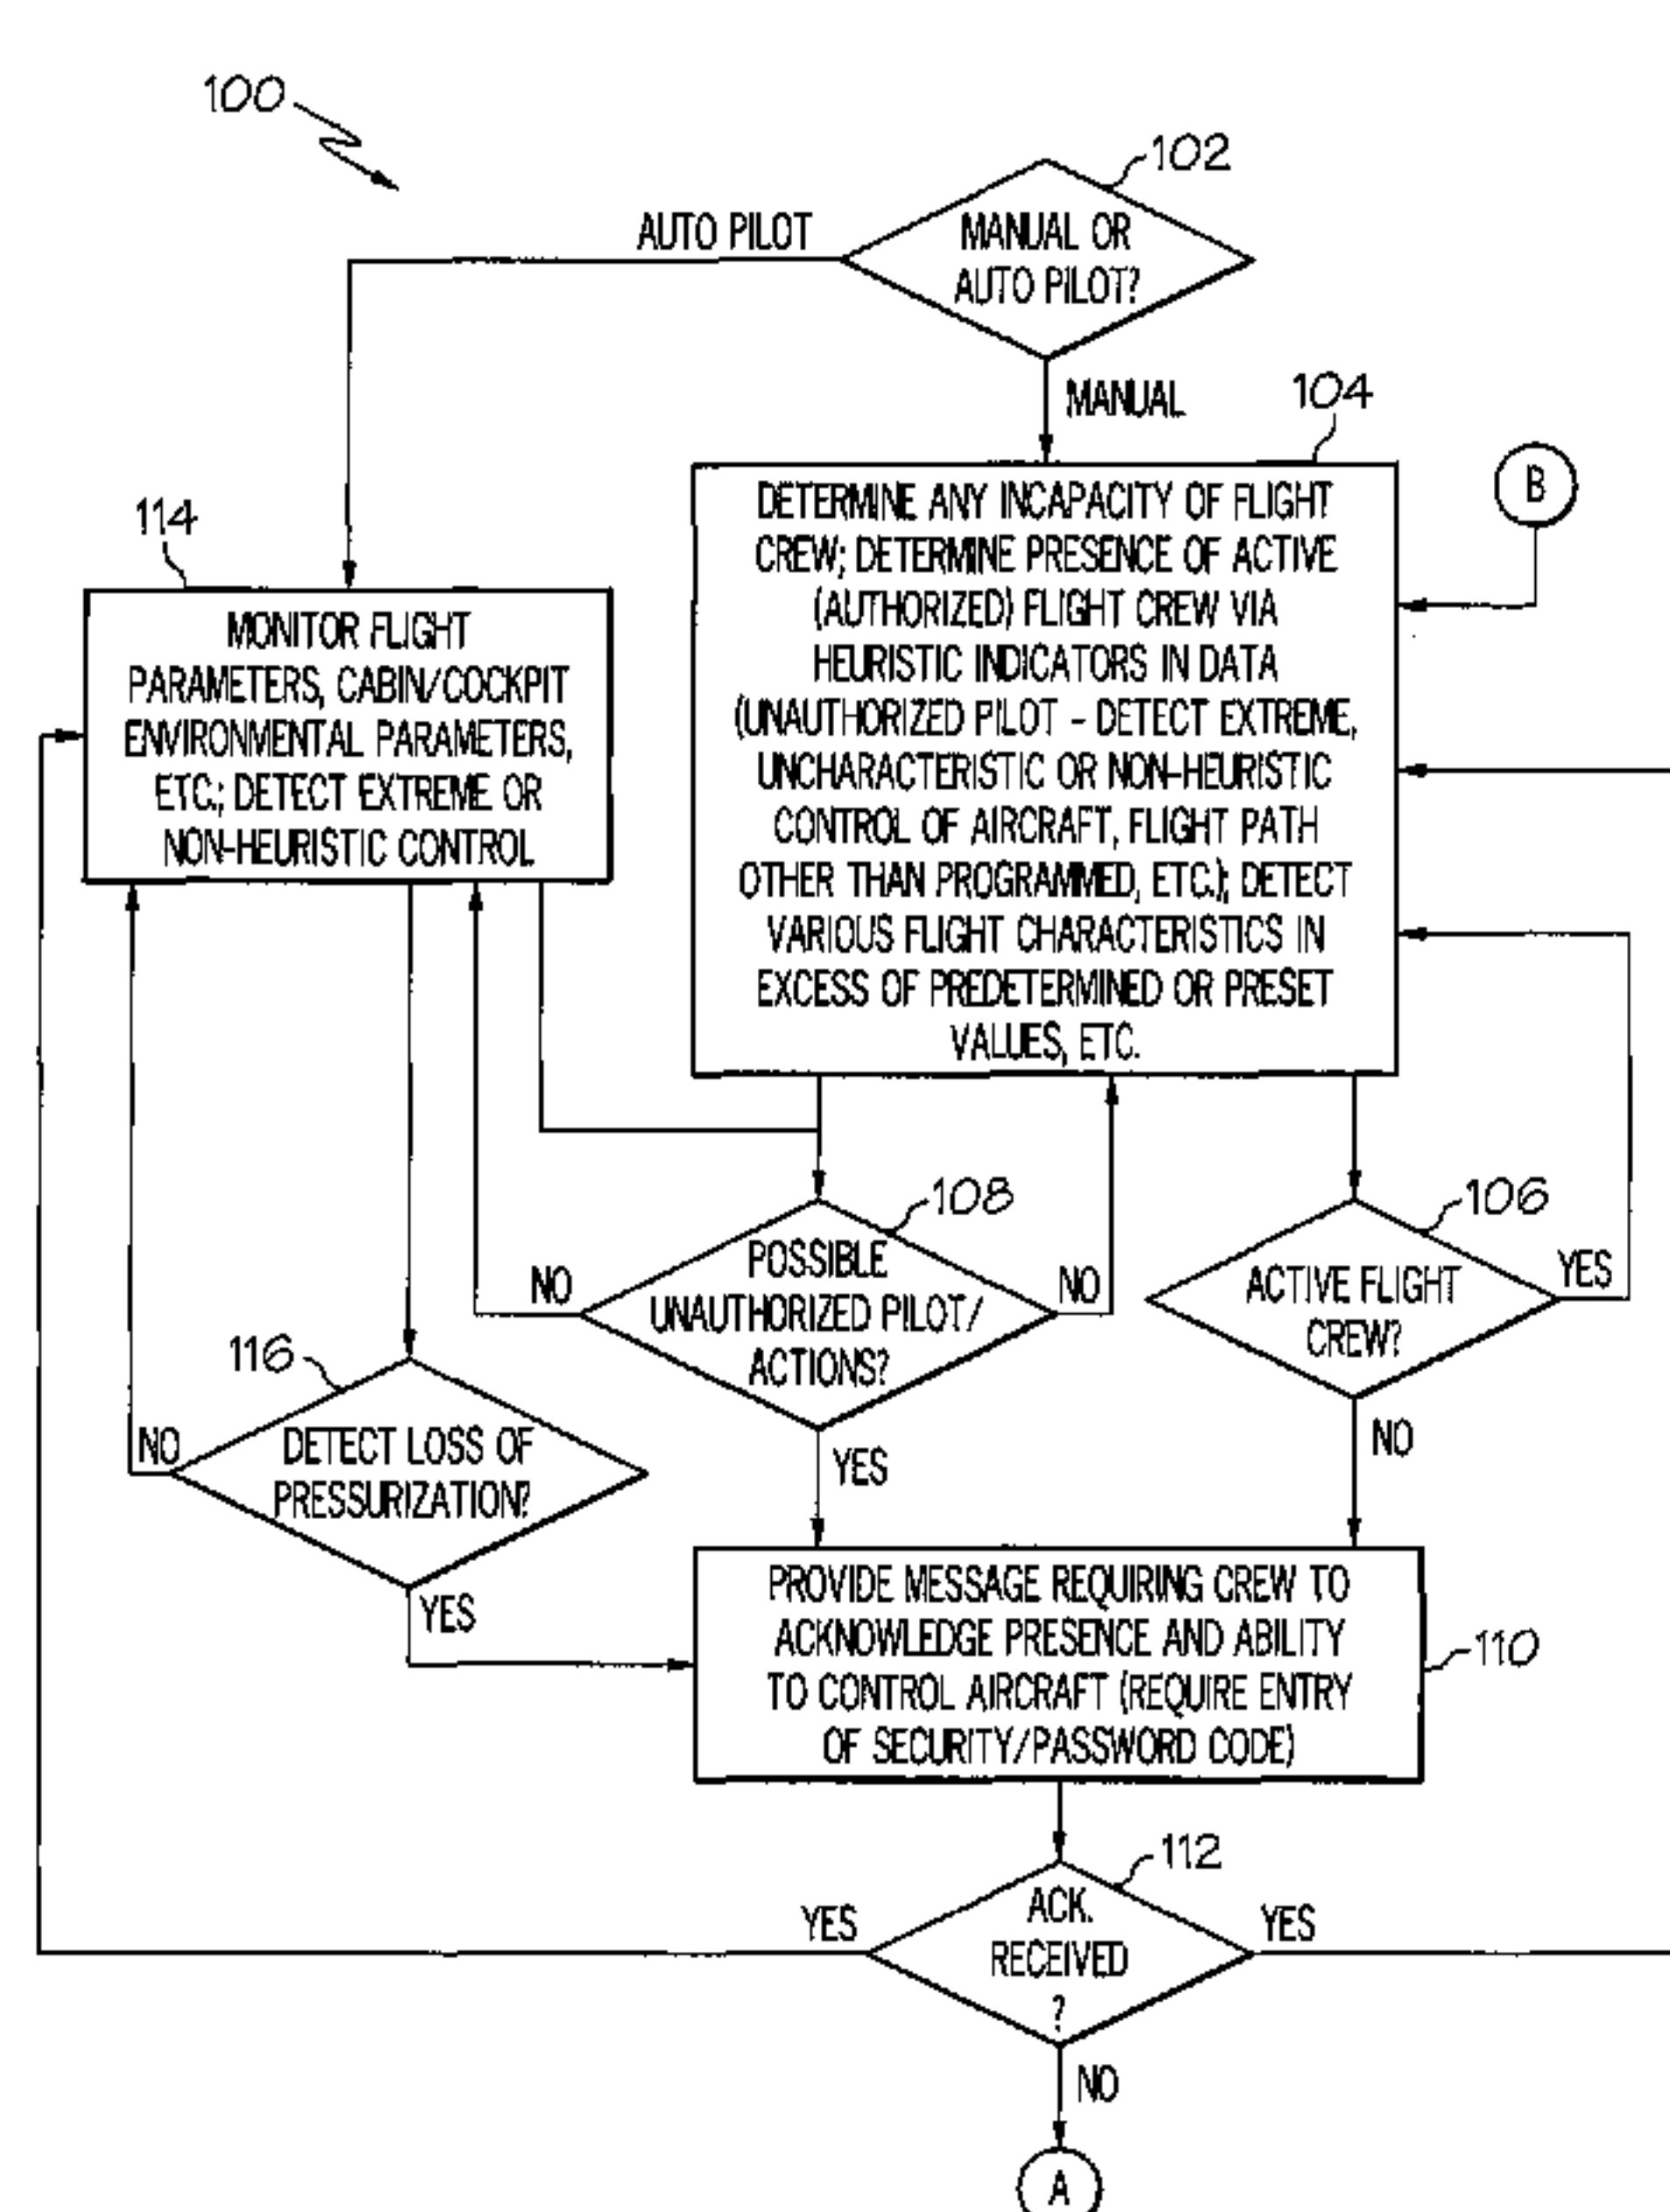 100
102
MANUAL OR
AUTO PILOT?
AUTO PILOT
MANUAL
104
DETERMINE ANY INCAPACITY OF FLIGHT
CREW; DETERMINE PRESENCE OF ACTIVE
(AUTHORIZED) FLIGHT CREW VIA
HEURISTIC INDICATORS IN DATA
(UNAUTHORIZED PILOT - DETECT EXTREME,
UNCHARACTERISTIC OR NON-HEURISTIC
CONTROL OF AIRCRAFT, FLIGHT PATH
OTHER THAN PROGRAMMED, ETC.); DETECT
VARIOUS FLIGHT CHARACTERISTICS IN
EXCESS OF PREDETERMINED OR PRESET
VALUES, ETC.
B
114
MONITOR FLIGHT
PARAMETERS, CABIN/COCKPIT
ENVIRONMENTAL PARAMETERS,
ETC.; DETECT EXTREME OR
NON-HEURISTIC CONTROL
108
POSSIBLE
UNAUTHORIZED PILOT/
ACTIONS?
NO
NO
YES
106
ACTIVE FLIGHT
CREW?
YES
NO
116
DETECT LOSS OF
PRESSURIZATION?
NO
YES
PROVIDE MESSAGE REQUIRING CREW TO
ACKNOWLEDGE PRESENCE AND ABILITY
TO CONTROL AIRCRAFT (REQUIRE ENTRY
OF SECURITY/PASSWORD CODE)
110
112
ACK.
RECEIVED
?
YES
YES
NO
A